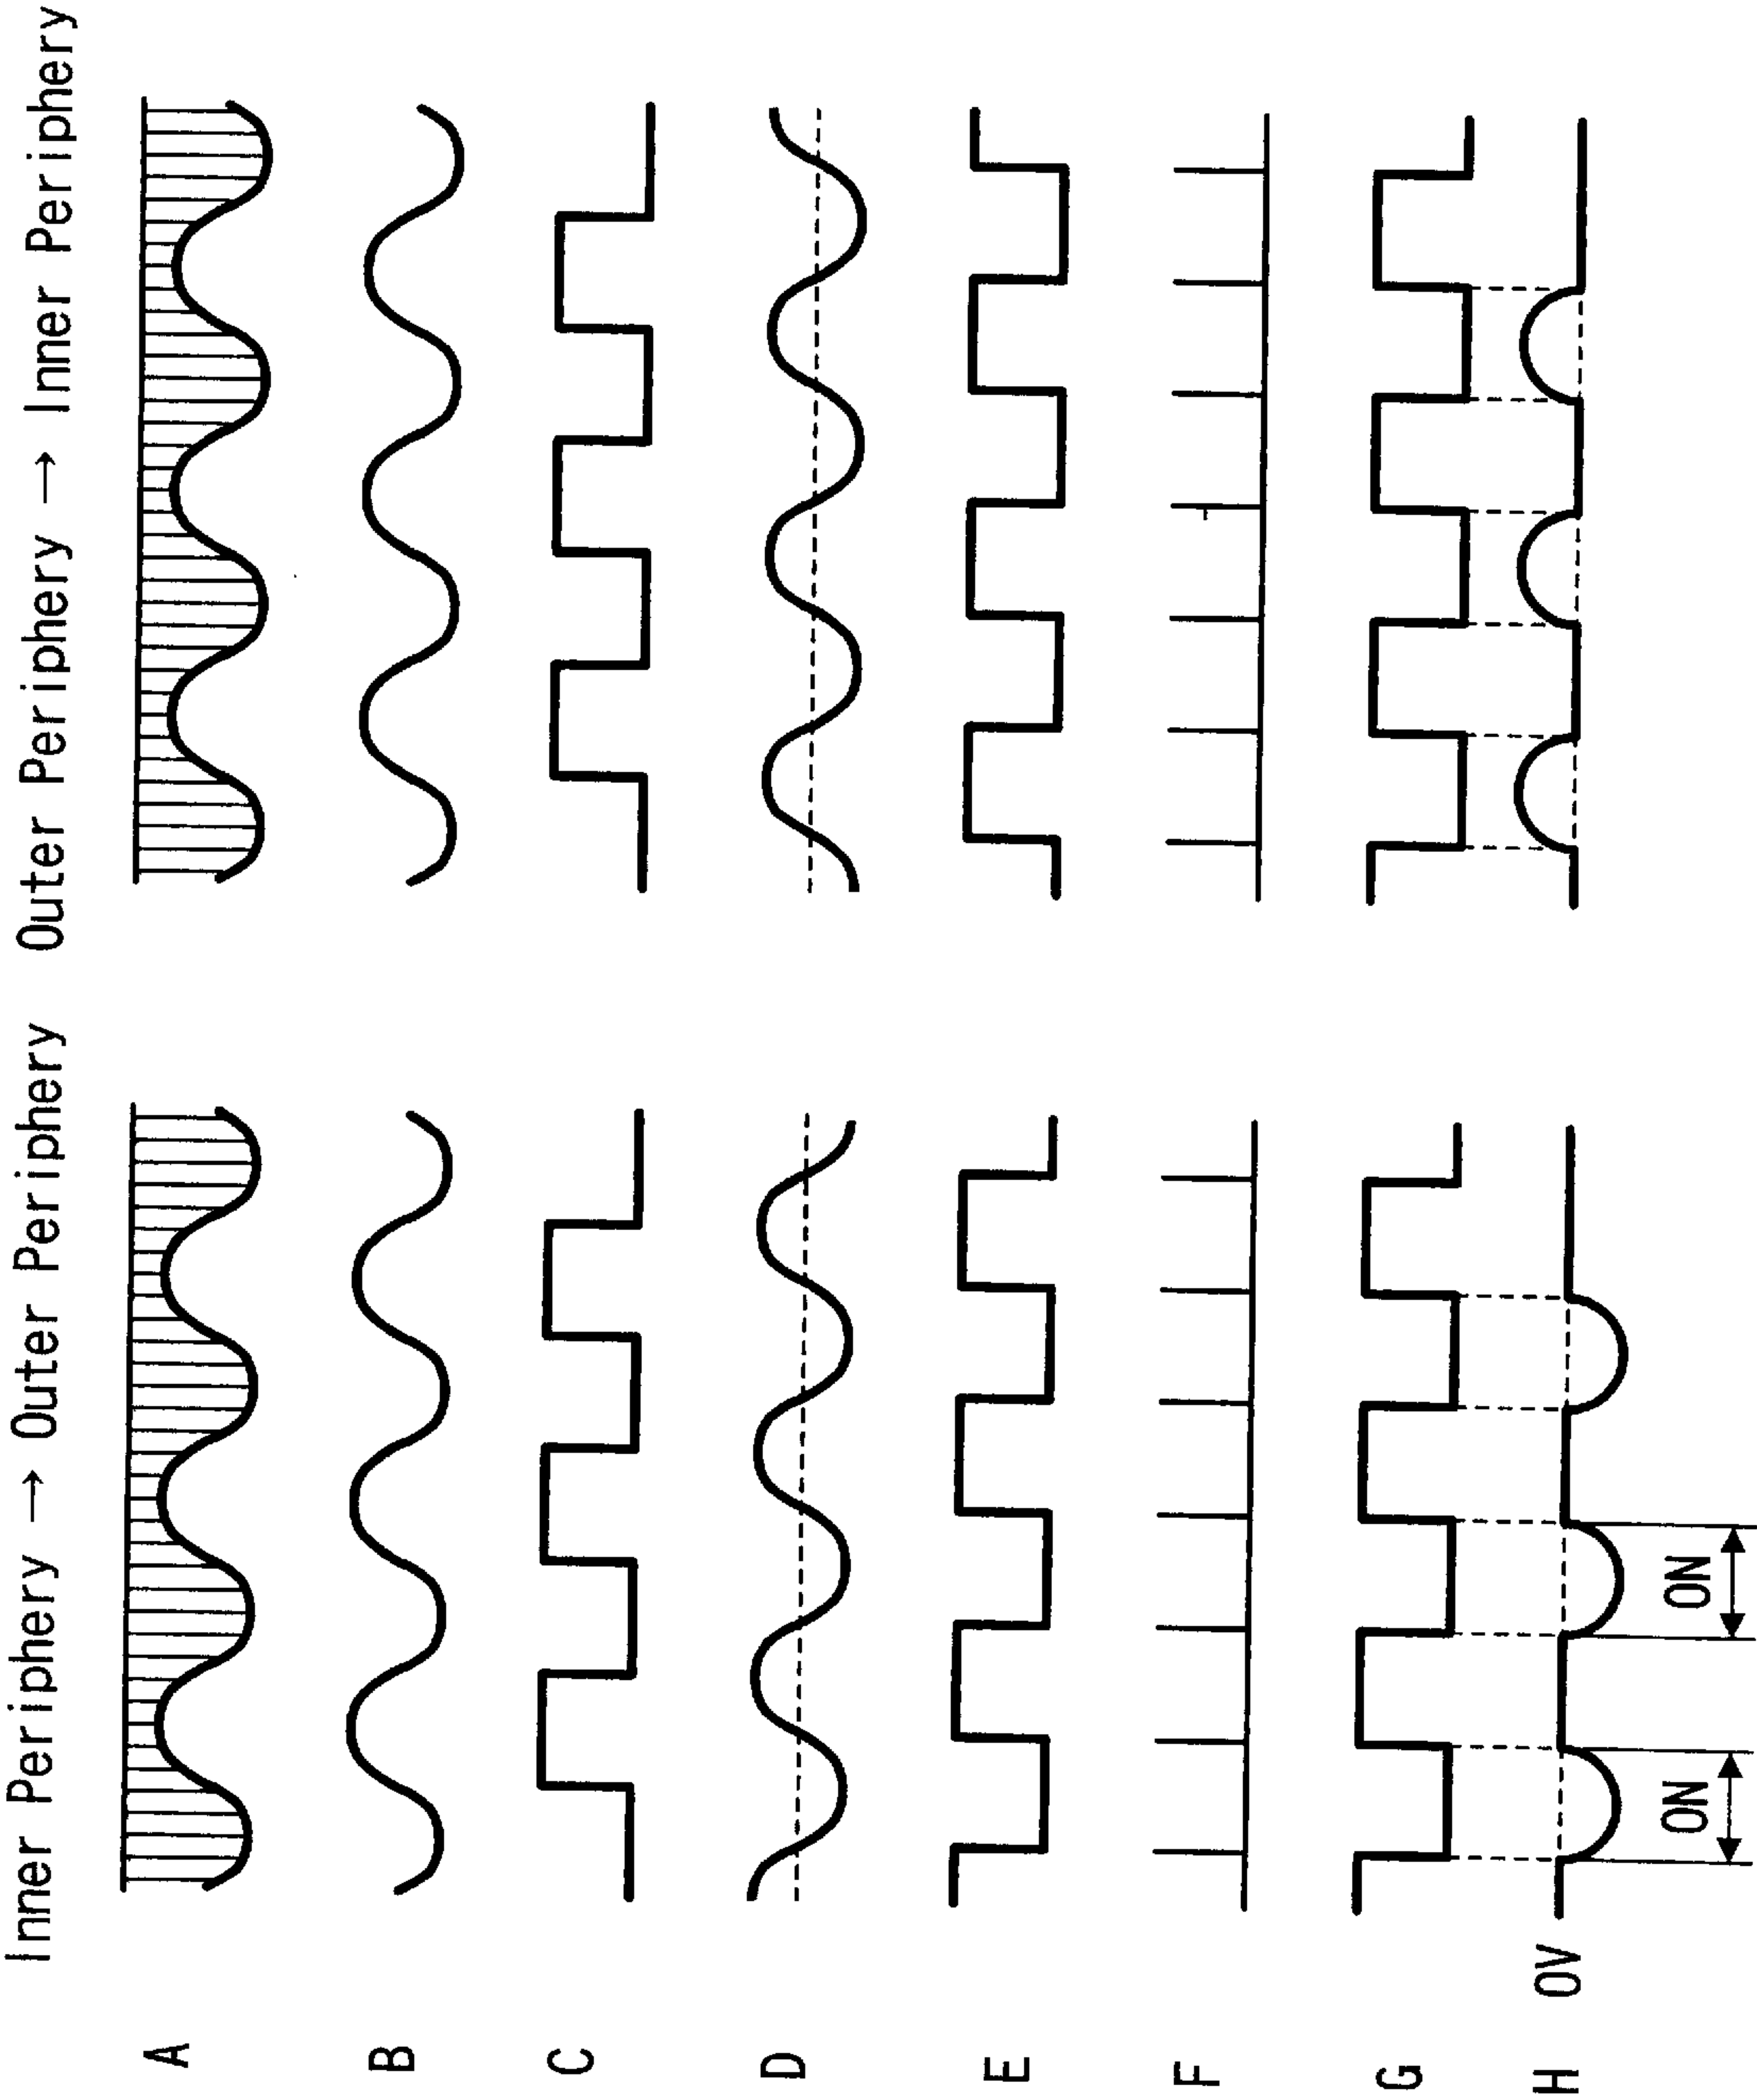 Inner Periphery → Outer Periphery
Outer Periphery → Inner Periphery
A
B
C
D
E
F
G
H
0V
ON
ON